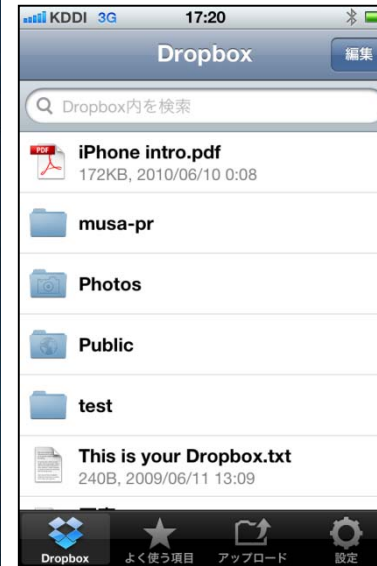 KDDI 3G 17:20
Dropbox 編集
Dropbox内を検索
PDF
iPhone intro.pdf
172KB, 2010/06/10 0:08
musa-pr
Photos
Public
test
This is your Dropbox.txt
240B, 2009/06/11 13:09
Dropbox よく使う項目 アップロード 設定